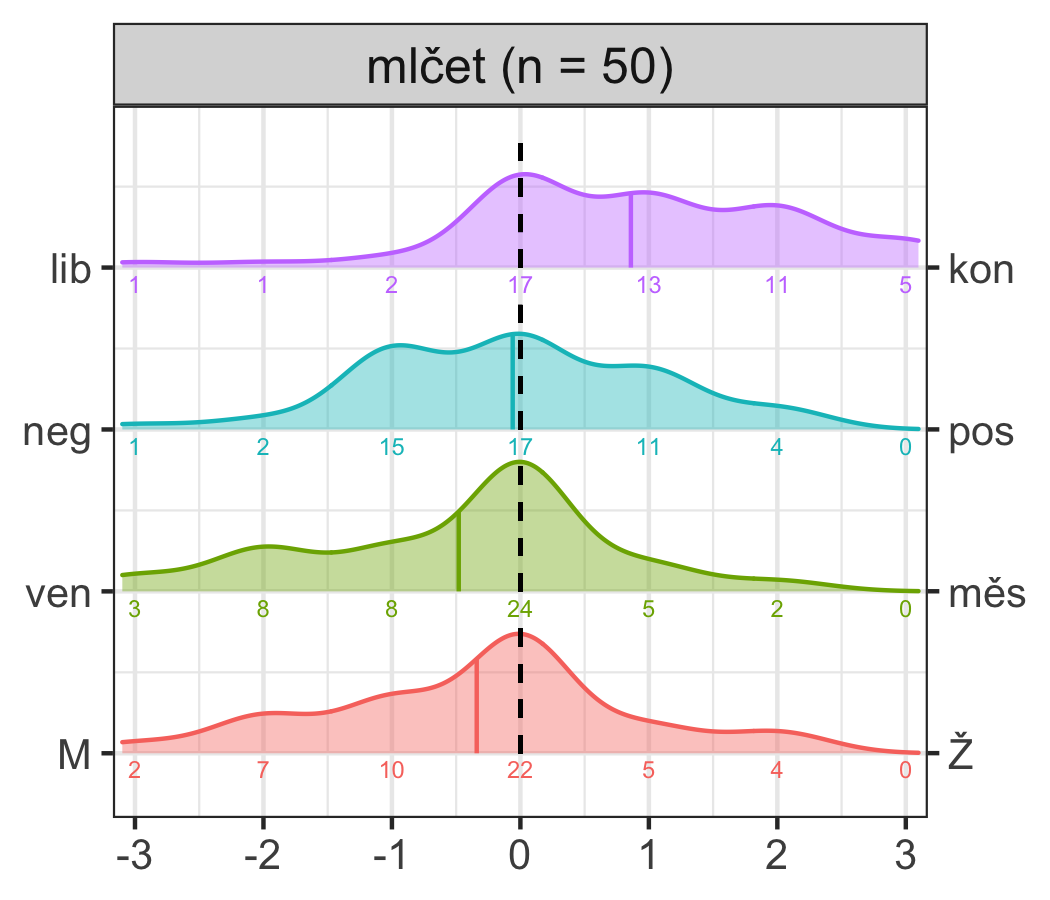 mlčet (n = 50)
lib kon
1 1 2 17 13 11 5
neg pos
1 2 15 17 11 4 0
ven měs
3 8 8 24 5 2 0
M Ž
2 7 10 22 5 4 0
-3 -2 -1 0 1 2 3